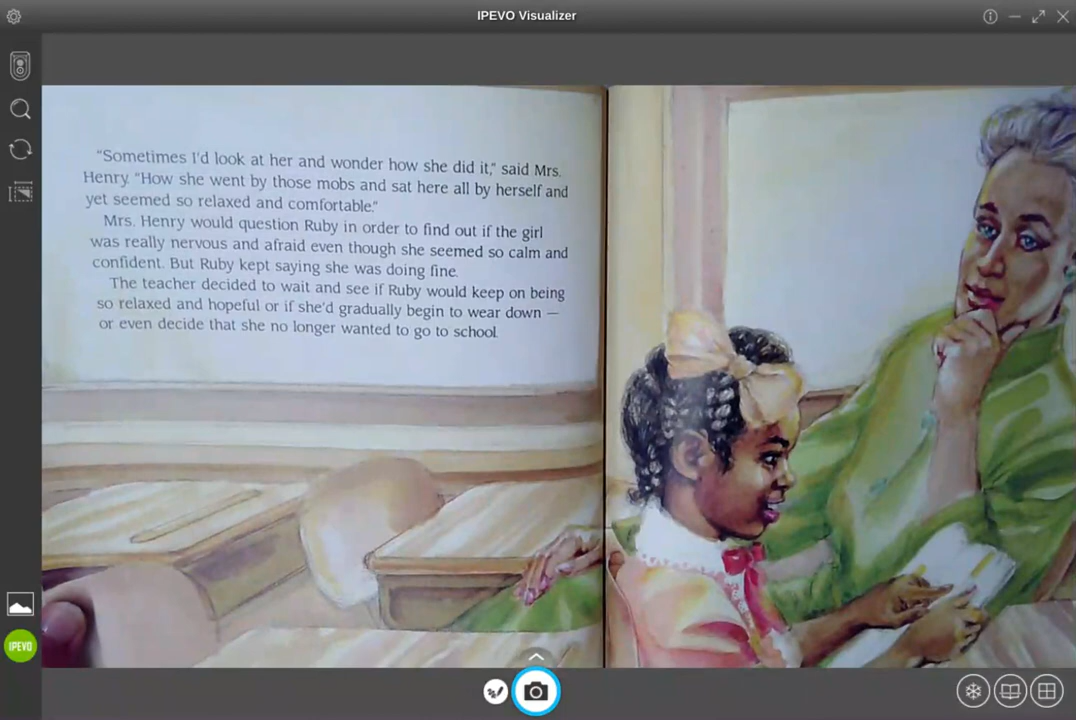 IPEVO Visualizer
"Sometimes I'd look at her and wonder how she did it," said Mrs.
Henry. "How she went by those mobs and sat here all by herself and
yet seemed so relaxed and comfortable."
Mrs. Henry would question Ruby in order to find out if the girl
was really nervous and afraid even though she seemed so calm and
confident. But Ruby kept saying she was doing fine.
The teacher decided to wait and see if Ruby would keep on being
so relaxed and hopeful or if she'd gradually begin to wear down —
or even decide that she no longer wanted to go to school.
IPEVO